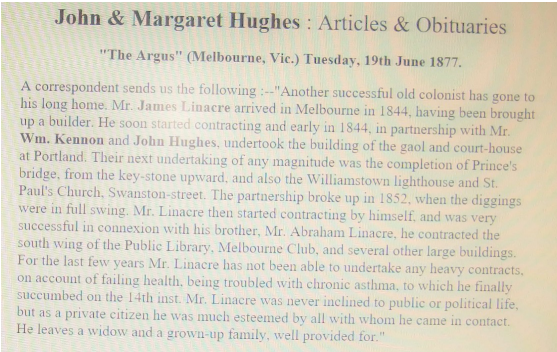 John & Margaret Hughes : Articles & Obituaries
"The Argus" (Melbourne, Vic.) Tuesday, 19th June 1877.
A correspondent sends us the following :--"Another successful old colonist has gone to
his long home. Mr. James Linacre arrived in Melbourne in 1844, having been brought
up a builder. He soon started contracting and early in 1844, in partnership with Mr.
Wm. Kennon and John Hughes, undertook the building of the gaol and court-house
at Portland. Their next undertaking of any magnitude was the completion of Prince's
bridge, from the key-stone upward, and also the Williamstown lighthouse and St.
Paul's Church, Swanston-street. The partnership broke up in 1852, when the diggings
were in full swing. Mr. Linacre then started contracting by himself, and was very
successful in connexion with his brother, Mr. Abraham Linacre, he contracted the
south wing of the Public Library, Melbourne Club, and several other large buildings.
For the last few years Mr. Linacre has not been able to undertake any heavy contracts,
on account of failing health, being troubled with chronic asthma, to which he finally
succumbed on the 14th inst. Mr. Linacre was never inclined to public or political life,
but as a private citizen he was much esteemed by all with whom he came in contact.
He leaves a widow and a grown-up family, well provided for."